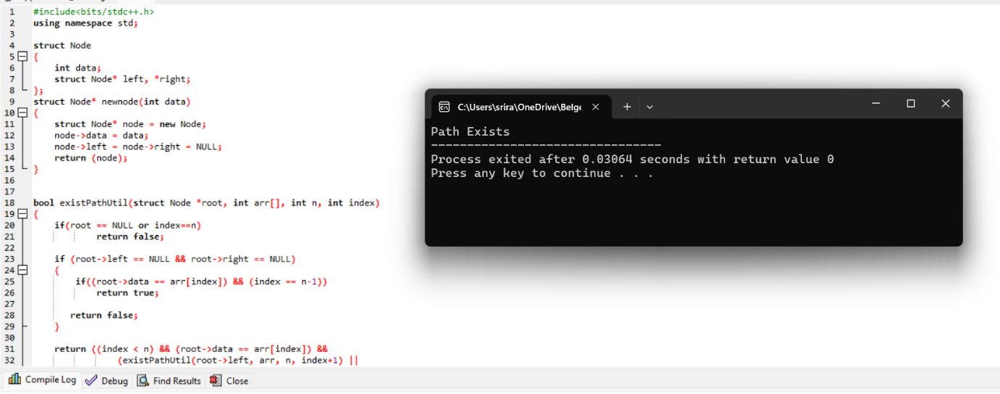 1 #include<bits/stdc++.h>
2 using namespace std;
3
4 struct Node
5 {
6 int data;
7 struct Node* left, *right;
8 };
9 struct Node* newnode(int data)
10 {
11 struct Node* node = new Node;
12 node->data = data;
13 node->left = node->right = NULL;
14 return (node);
15 }
16
17
18 bool existPathUtil(struct Node *root, int arr[], int n, int index)
19 {
20 if(root == NULL or index==n)
21 return false;
22
23 if (root->left == NULL && root->right == NULL)
24 {
25 if((root->data == arr[index]) && (index == n-1))
26 return true;
27
28 return false;
29 }
30
31 return ((index < n) && (root->data == arr[index]) &&
32 (existPathUtil(root->left, arr, n, index+1) ||
C:\Users\srira\OneDrive\Belge
Path Exists
--------------------------------
Process exited after 0.03064 seconds with return value 0
Press any key to continue . . .
Compile Log Debug Find Results Close